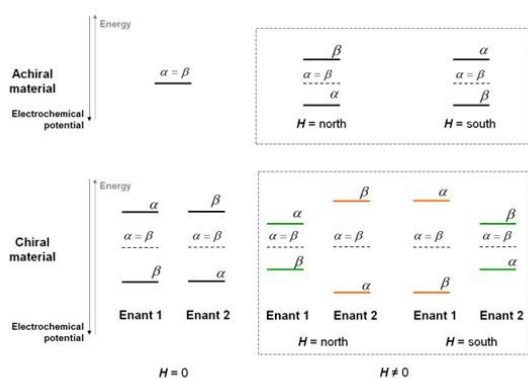 Energy
Achiral
material
Electrochemical
potential
α = β
β
α = β
α
H = north
α
α = β
β
H = south
Energy
Chiral
material
Electrochemical
potential
α
α = β
β
Enant 1
β
α = β
α
Enant 2
α
α = β
β
Enant 1
β
α = β
α
Enant 2
H = north
α
α = β
β
Enant 1
β
α = β
α
Enant 2
H = south
H = 0
H ≠ 0